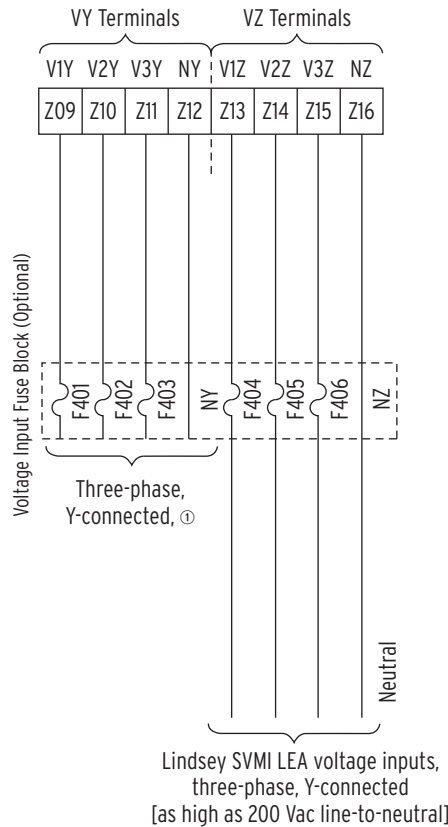 VY Terminals VZ Terminals
V1Y V2Y V3Y NY V1Z V2Z V3Z NZ
Z09 Z10 Z11 Z12 Z13 Z14 Z15 Z16
Voltage Input Fuse Block (Optional)
F401 F402 F403 NY F404 F405 F406 NZ
Three-phase,
Y-connected, ①
Neutral
Lindsey SVMI LEA voltage inputs,
three-phase, Y-connected
[as high as 200 Vac line-to-neutral]